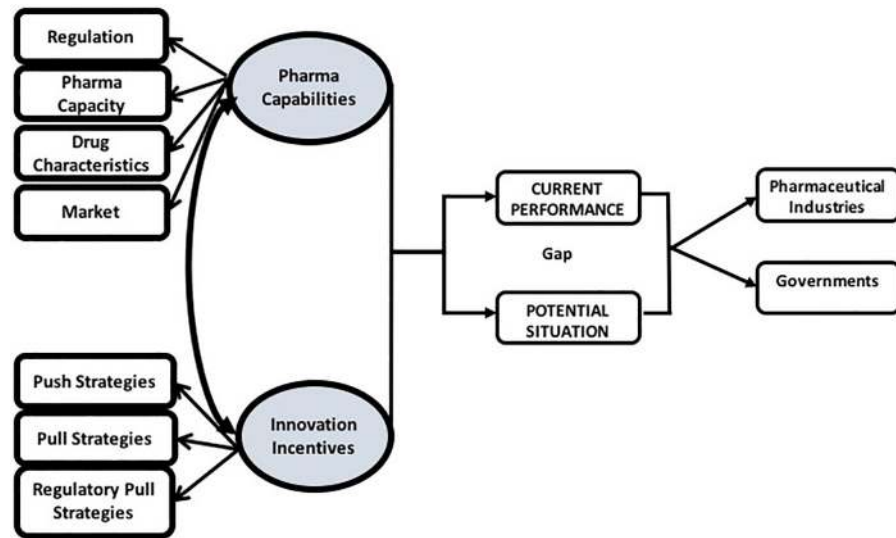 Regulation
Pharma
Capacity
Drug
Characteristics
Market
Pharma
Capabilities
Push Strategies
Pull Strategies
Regulatory Pull
Strategies
Innovation
Incentives
CURRENT
PERFORMANCE
Gap
POTENTIAL
SITUATION
Pharmaceutical
Industries
Governments